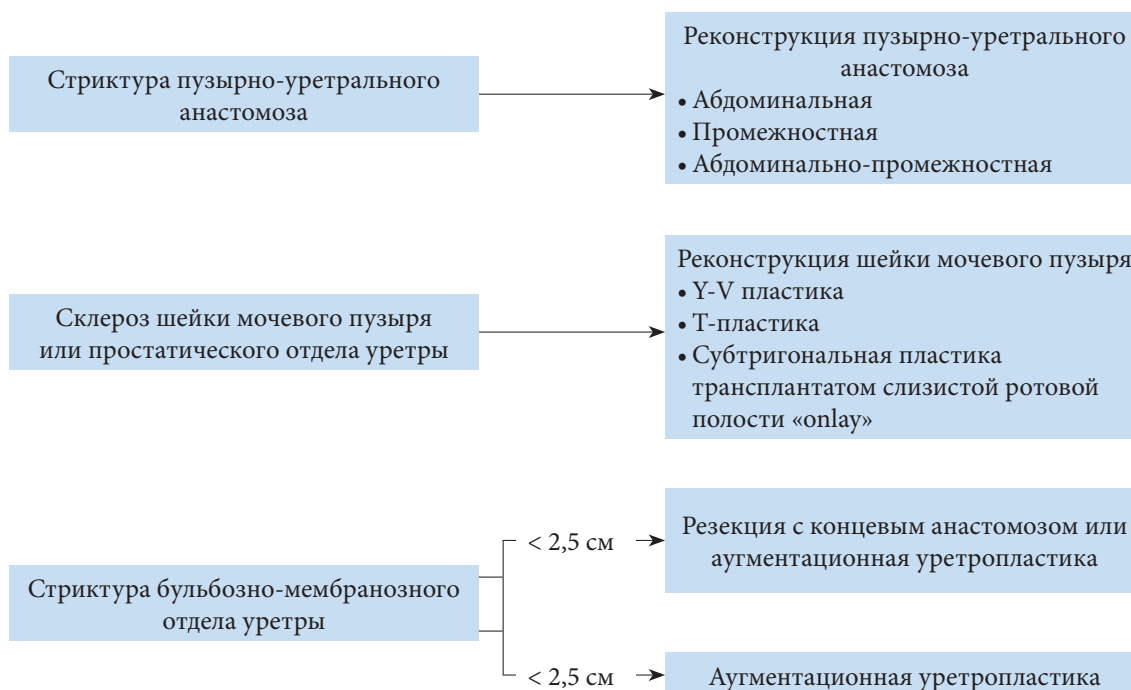 Стриктура пузырно-уретрального
анастомоза
Реконструкция пузырно-уретрального
анастомоза
• Абдоминальная
• Промежностная
• Абдоминально-промежностная
Склероз шейки мочевого пузыря
или простатического отдела уретры
Реконструкция шейки мочевого пузыря
• Y-V пластика
• Т-пластика
• Субтригональная пластика
трансплантатом слизистой ротовой
полости «onlay»
Стриктура бульбозно-мембранозного
отдела уретры
< 2,5 см
Резекция с концевым анастомозом или
аугментационная уретропластика
< 2,5 см
Аугментационная уретропластика